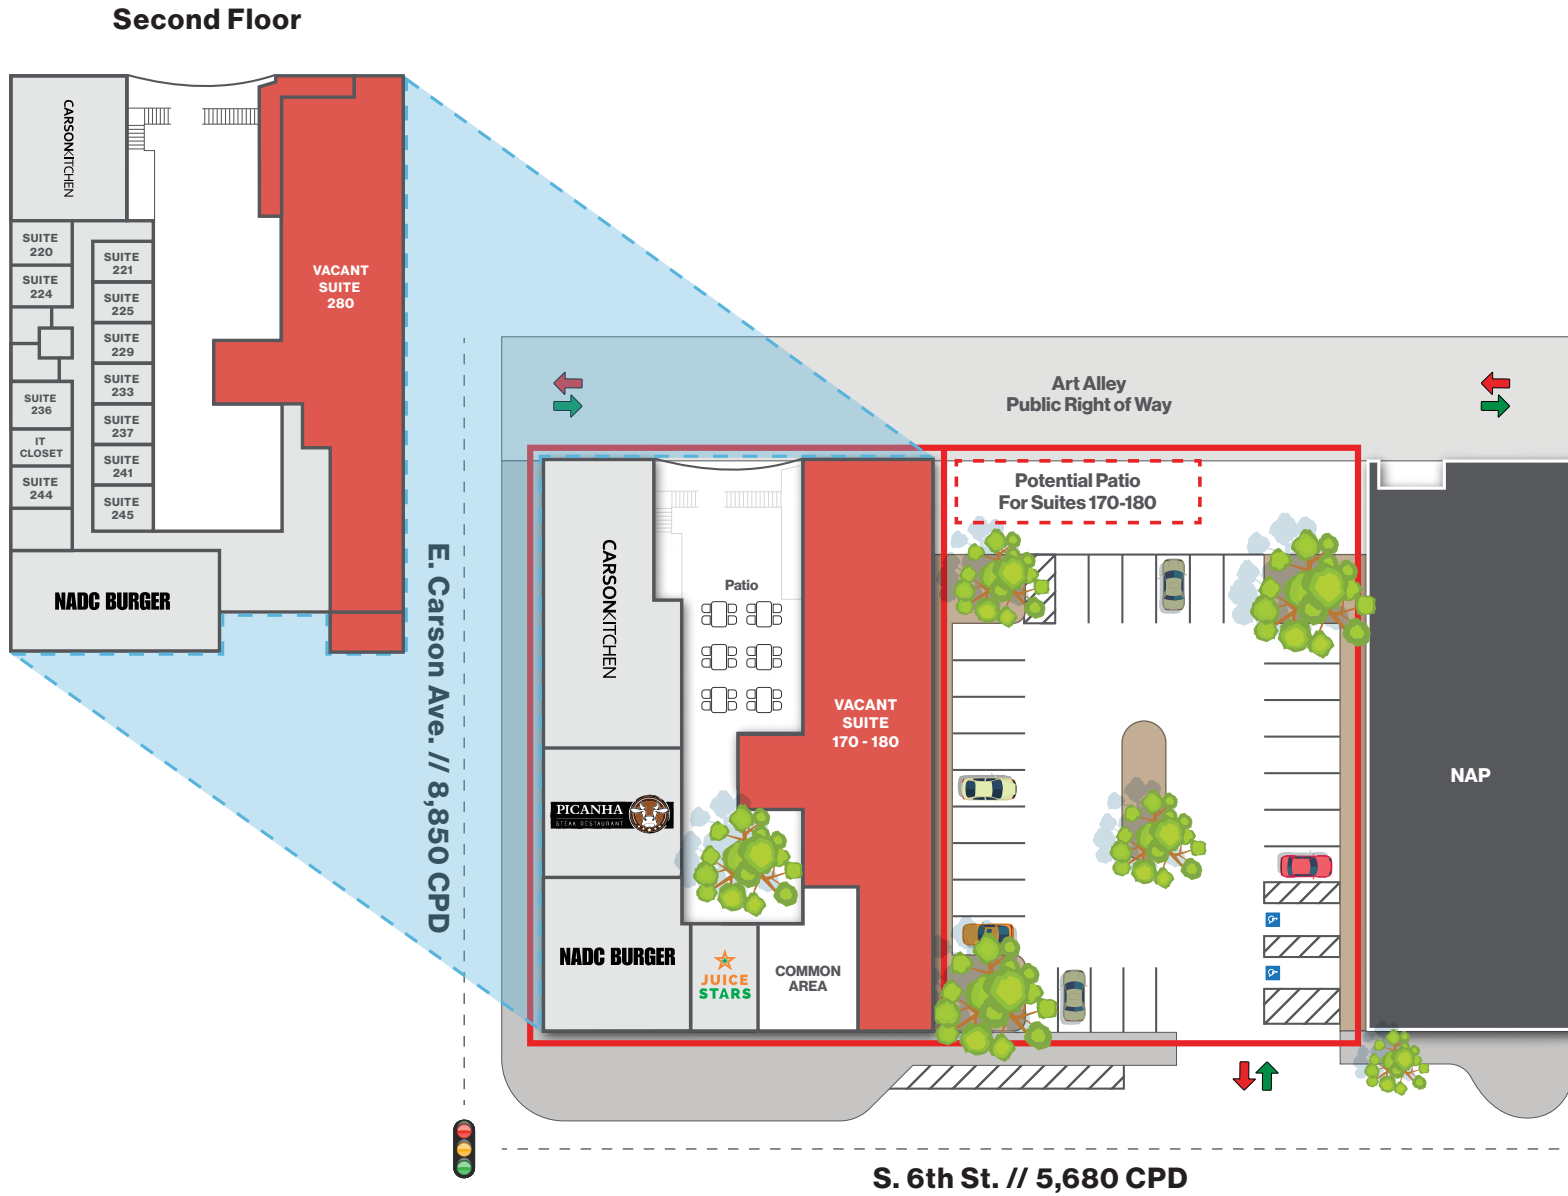 Second Floor
CARSONKITCHEN
SUITE
220
SUITE
224
SUITE
236
IT
CLOSET
SUITE
244
SUITE
221
SUITE
225
SUITE
229
SUITE
233
SUITE
237
SUITE
241
SUITE
245
VACANT
SUITE
280
NADC BURGER
E. Carson Ave. // 8,850 CPD
Art Alley
Public Right of Way
Potential Patio
For Suites 170-180
CARSONKITCHEN
Patio
VACANT
SUITE
170 - 180
PICANHA
STEAK RESTAURANT
NADC BURGER
JUICE
STARS
COMMON
AREA
NAP
S. 6th St. // 5,680 CPD